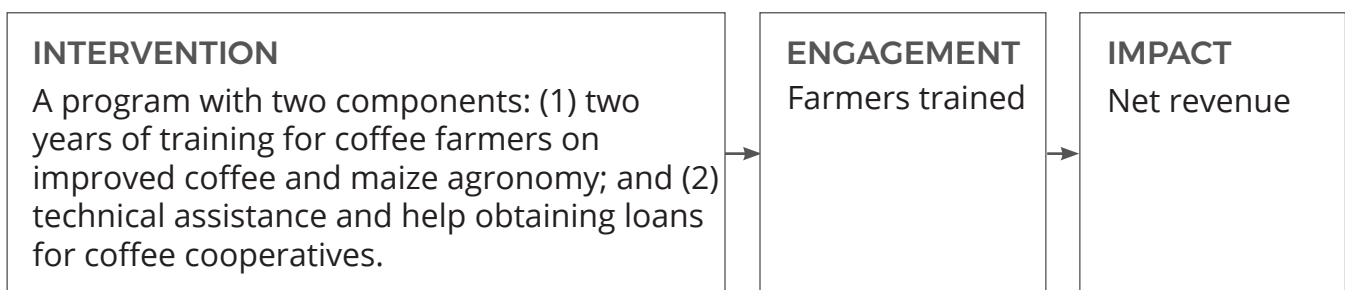 INTERVENTION
A program with two components: (1) two
years of training for coffee farmers on
improved coffee and maize agronomy; and (2)
technical assistance and help obtaining loans
for coffee cooperatives.
ENGAGEMENT
Farmers trained
IMPACT
Net revenue